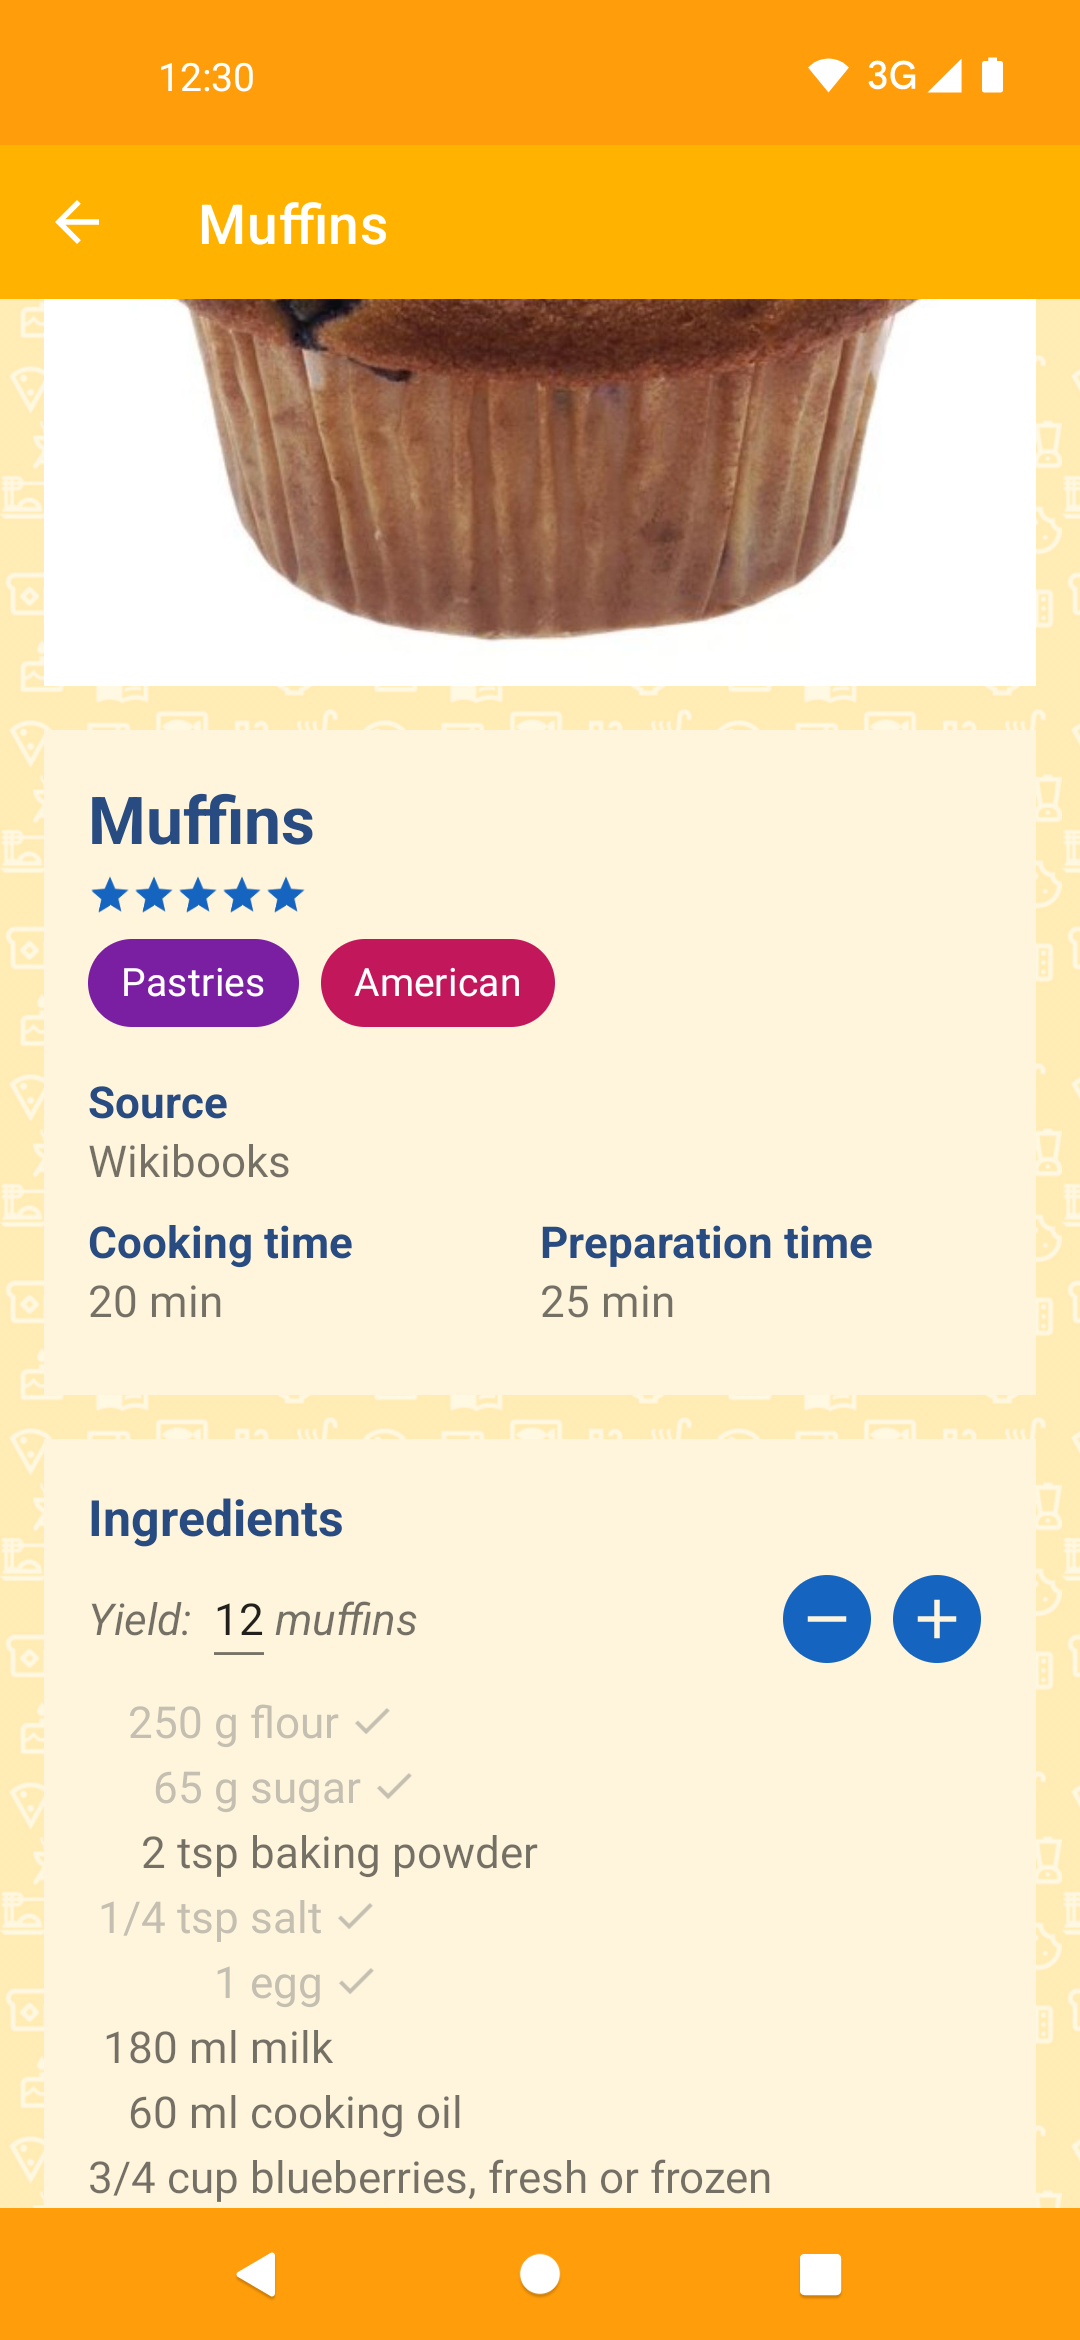 12:30
3G
Muffins
Muffins
Pastries American
Source
Wikibooks
Cooking time Preparation time
20 min 25 min
Ingredients
Yield: 12 muffins
250 g flour
65 g sugar
2 tsp baking powder
1/4 tsp salt
1 egg
180 ml milk
60 ml cooking oil
3/4 cup blueberries, fresh or frozen